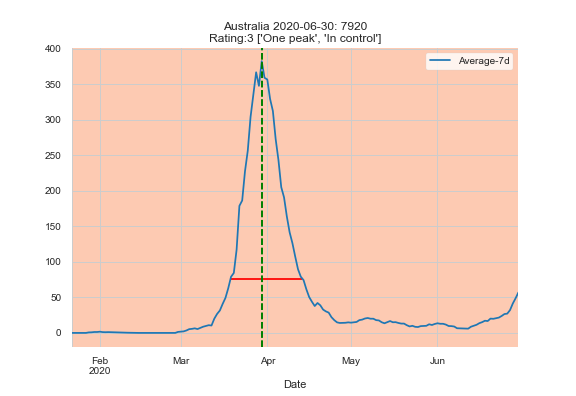 Australia 2020-06-30: 7920
Rating:3 ['One peak', 'In control']
Average-7d
400
350
300
250
200
150
100
50
0
Feb
2020
Mar
Apr
May
Jun
Date